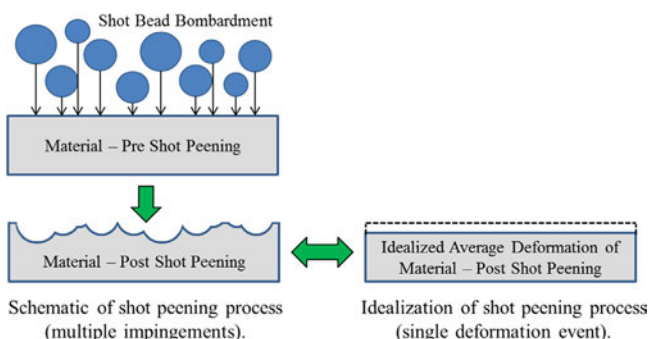 Shot Bead Bombardment
Material – Pre Shot Peening
Material – Post Shot Peening
Idealized Average Deformation of
Material – Post Shot Peening
Schematic of shot peening process
(multiple impingements).
Idealization of shot peening process
(single deformation event).